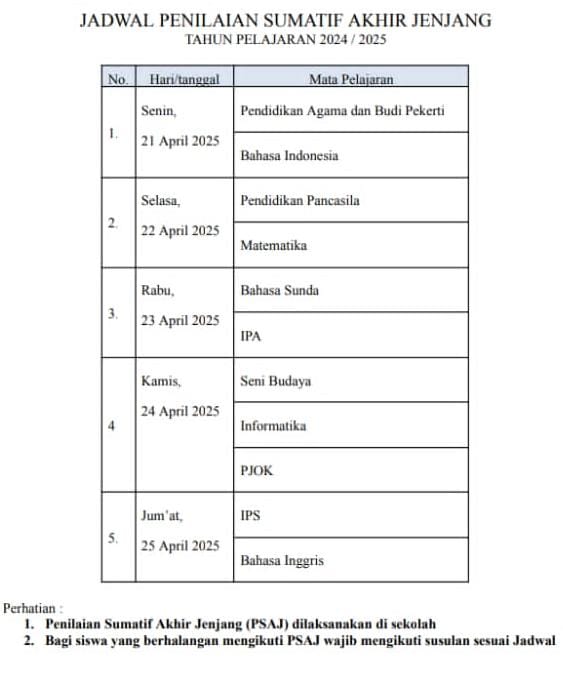 JADWAL PENILAIAN SUMATIF AKHIR JENJANG
TAHUN PELAJARAN 2024 / 2025
No. Hari/tanggal Mata Pelajaran
1. Senin, 21 April 2025 Pendidikan Agama dan Budi Pekerti
Bahasa Indonesia
2. Selasa, 22 April 2025 Pendidikan Pancasila
Matematika
3. Rabu, 23 April 2025 Bahasa Sunda
IPA
4 Kamis, 24 April 2025 Seni Budaya
Informatika
PJOK
5. Jum'at, 25 April 2025 IPS
Bahasa Inggris
Perhatian :
1. Penilaian Sumatif Akhir Jenjang (PSAJ) dilaksanakan di sekolah
2. Bagi siswa yang berhalangan mengikuti PSAJ wajib mengikuti susulan sesuai Jadwal